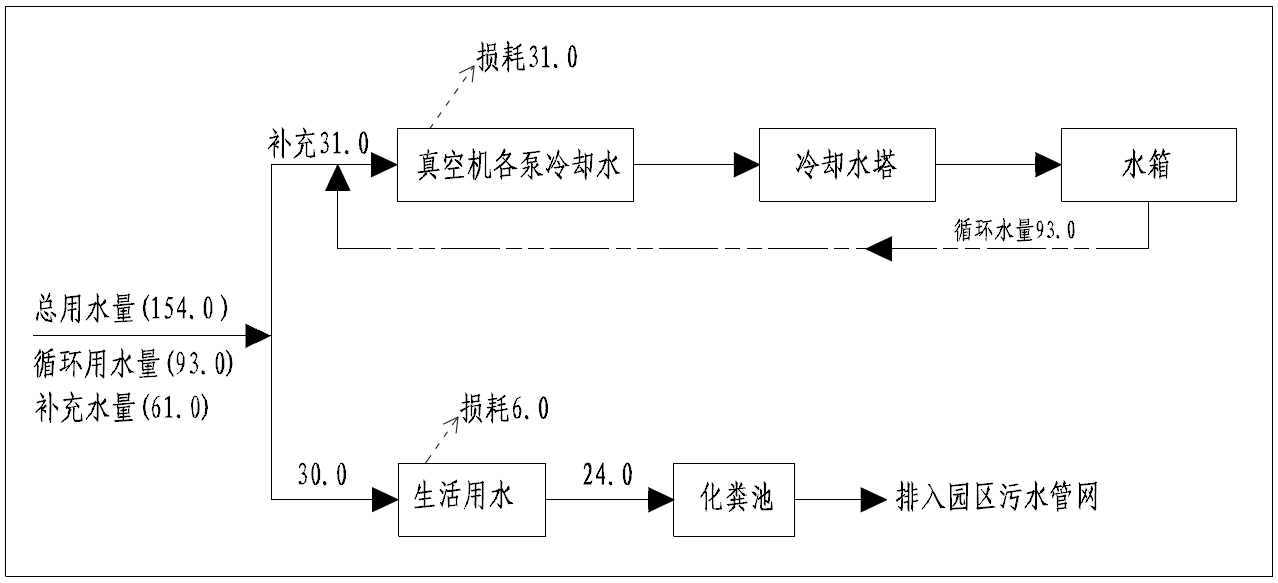 损耗31.0
补充31.0
真空机各泵冷却水
冷却水塔
水箱
循环水量93.0
总用水量(154.0)
循环用水量(93.0)
补充水量(61.0)
损耗6.0
30.0
生活用水
24.0
化粪池
排入园区污水管网